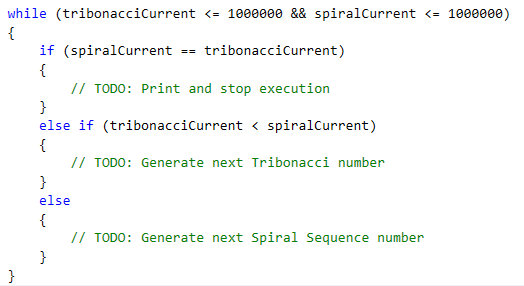 while (tribonacciCurrent <= 1000000 && spiralCurrent <= 1000000)
{
    if (spiralCurrent == tribonacciCurrent)
    {
        // TODO: Print and stop execution
    }
    else if (tribonacciCurrent < spiralCurrent)
    {
        // TODO: Generate next Tribonacci number
    }
    else
    {
        // TODO: Generate next Spiral Sequence number
    }
}